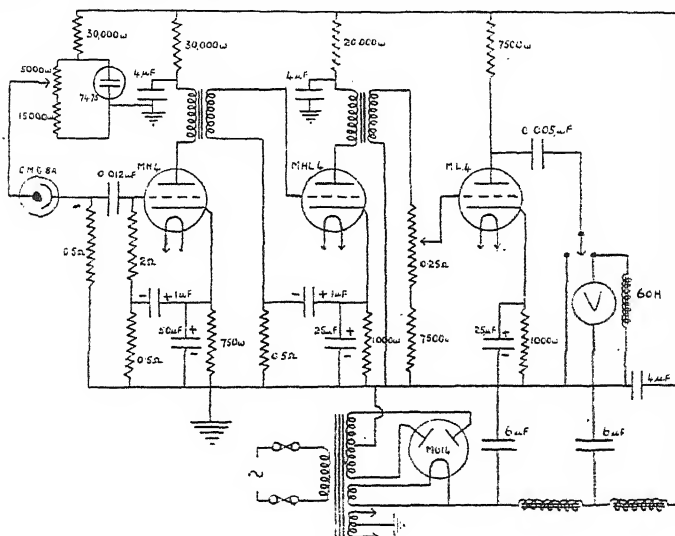 30,000ω
30,000ω
20,000ω
7500ω
5000ω
7475
4μF
4μF
15000ω
0.005μF
C.M.G.8A
0.012μF
MH4
MHL4
ML4
0.5Ω
2Ω
0.25Ω
V
60H
- + 1μF
- + 1μF
50μF + -
750ω
25μF + -
1000ω
7500ω
25μF + -
1000ω
0.5Ω
0.5Ω
4μF
MU14
6μF
6μF
~